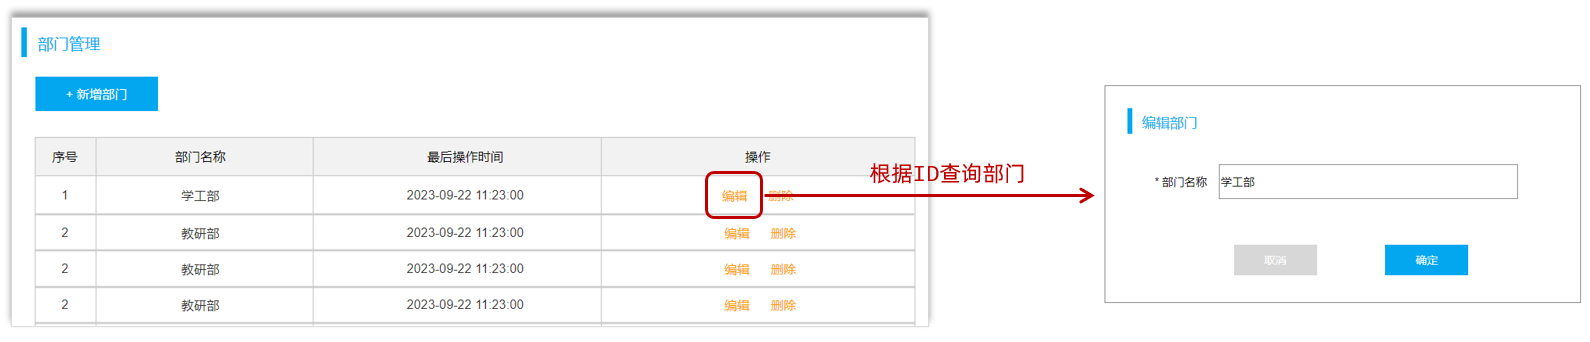 部门管理
+ 新增部门
序号 部门名称 最后操作时间 操作
1 学工部 2023-09-22 11:23:00 编辑 删除
2 教研部 2023-09-22 11:23:00 编辑 删除
2 教研部 2023-09-22 11:23:00 编辑 删除
2 教研部 2023-09-22 11:23:00 编辑 删除
根据ID查询部门
编辑部门
* 部门名称 学工部
取消 确定